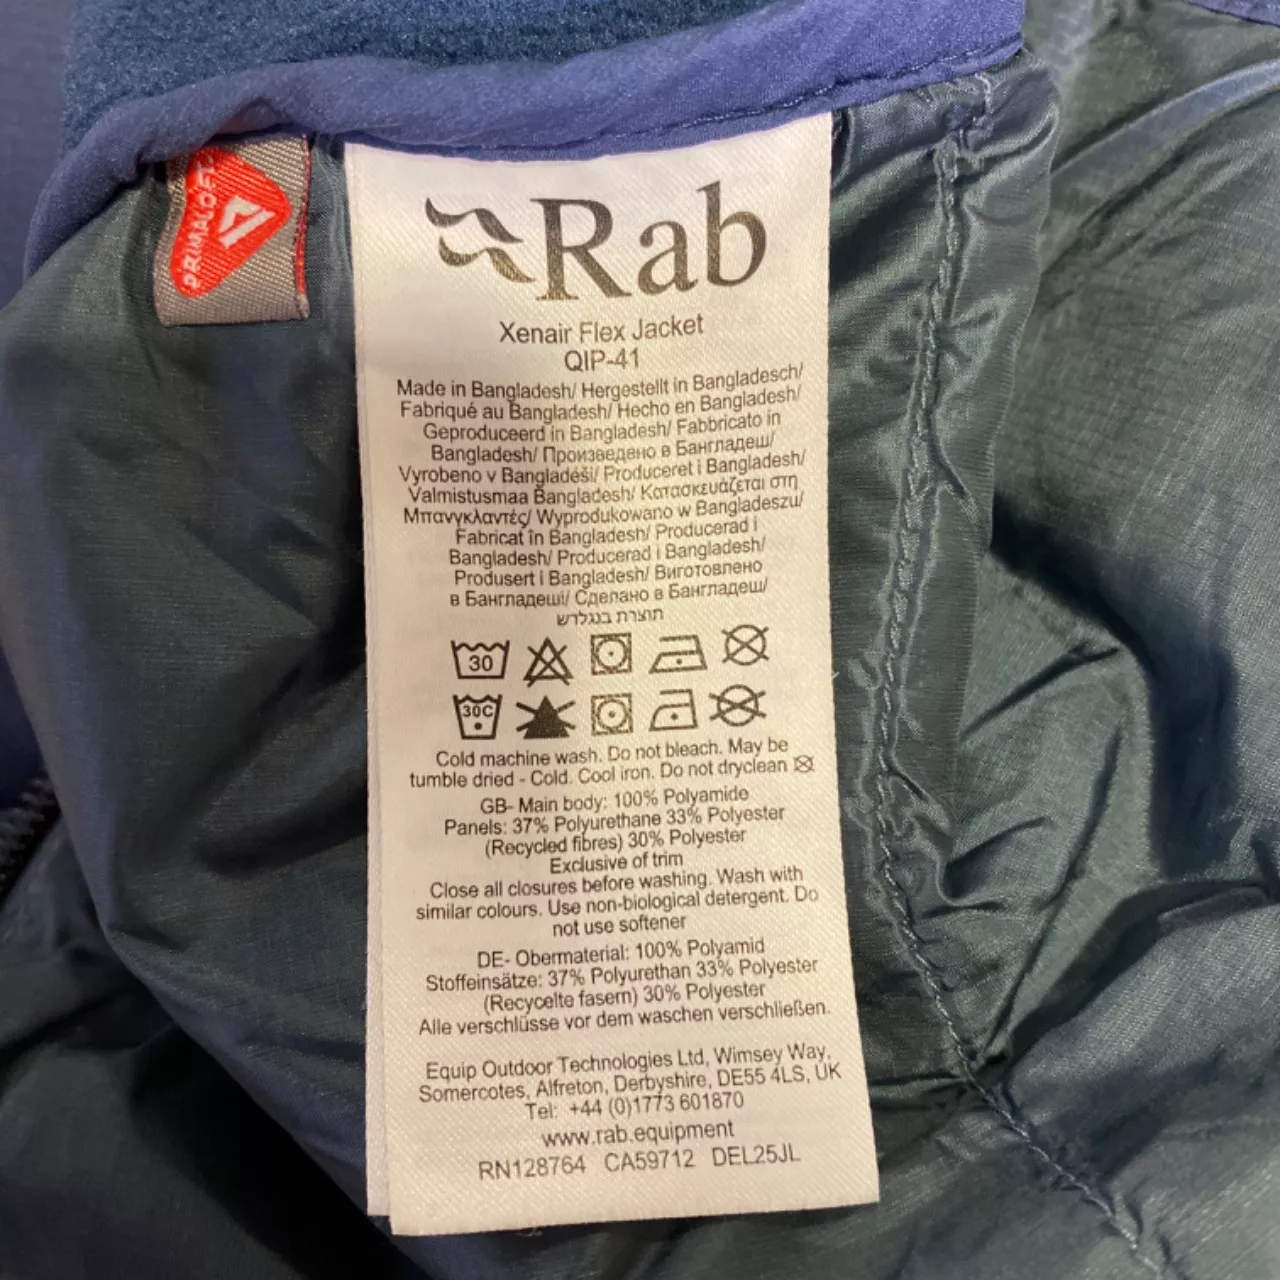 PRIMALOFT
Rab
Xenair Flex Jacket
QIP-41
Made in Bangladesh/ Hergestellt in Bangladesch/
Fabriqué au Bangladesh/ Hecho en Bangladesh/
Geproduceerd in Bangladesh/ Fabbricato in
Bangladesh/ Произведено в Бангладеш/
Vyrobeno v Bangladéši/ Produceret i Bangladesh/
Valmistusmaa Bangladesh/ Κατασκευάζεται στη
Μπανγκλαντές/ Wyprodukowano w Bangladeszu/
Fabricat în Bangladesh/ Producerad i
Bangladesh/ Producerad i Bangladesh/
Produsert i Bangladesh/ Виготовлено
в Бангладеші/ Сделано в Бангладеш/
תוצרת בנגלדש
30
30C
Cold machine wash. Do not bleach. May be
tumble dried - Cold. Cool iron. Do not dryclean
GB- Main body: 100% Polyamide
Panels: 37% Polyurethane 33% Polyester
(Recycled fibres) 30% Polyester
Exclusive of trim
Close all closures before washing. Wash with
similar colours. Use non-biological detergent. Do
not use softener
DE- Obermaterial: 100% Polyamid
Stoffeinsätze: 37% Polyurethan 33% Polyester
(Recycelte fasern) 30% Polyester
Alle verschlüsse vor dem waschen verschließen.
Equip Outdoor Technologies Ltd, Wimsey Way,
Somercotes, Alfreton, Derbyshire, DE55 4LS, UK
Tel: +44 (0)1773 601870
www.rab.equipment
RN128764 CA59712 DEL25JL